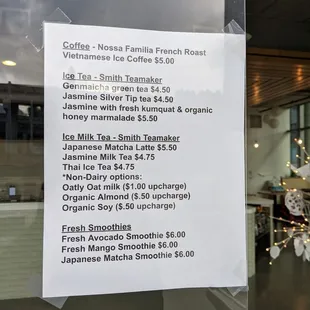 Coffee - Nossa Familia French Roast
Vietnamese Ice Coffee $5.00
Ice Tea - Smith Teamaker
Genmaicha green tea $4.50
Jasmine Silver Tip tea $4.50
Jasmine with fresh kumquat & organic
honey marmalade $5.50
Ice Milk Tea - Smith Teamaker
Japanese Matcha Latte $5.50
Jasmine Milk Tea $4.75
Thai Ice Tea $4.75
*Non-Dairy options:
Oatly Oat milk ($1.00 upcharge)
Organic Almond ($.50 upcharge)
Organic Soy ($.50 upcharge)
Fresh Smoothies
Fresh Avocado Smoothie $6.00
Fresh Mango Smoothie $6.00
Japanese Matcha Smoothie $6.00